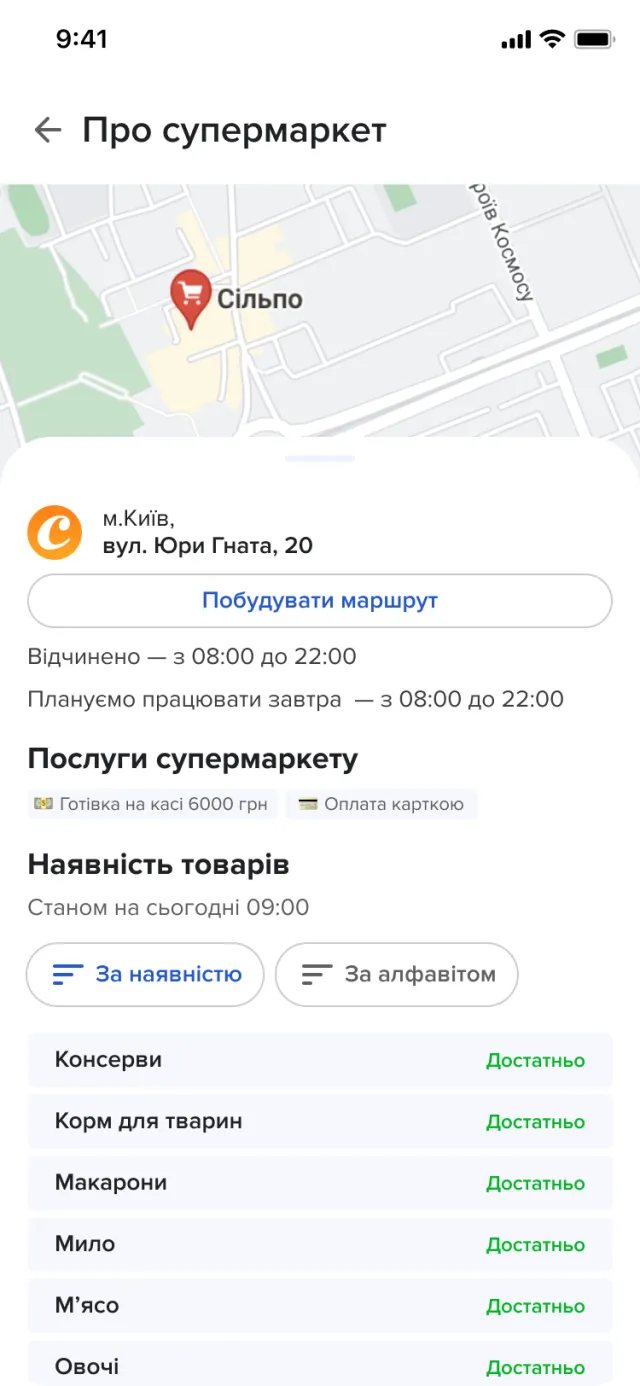 9:41
Про супермаркет
роїв Космосу
Сільпо
м.Київ,
вул. Юри Гната, 20
Побудувати маршрут
Відчинено — з 08:00 до 22:00
Плануємо працювати завтра — з 08:00 до 22:00
Послуги супермаркету
Готівка на касі 6000 грн
Оплата карткою
Наявність товарів
Станом на сьогодні 09:00
За наявністю
За алфавітом
Консерви Достатньо
Корм для тварин Достатньо
Макарони Достатньо
Мило Достатньо
М’ясо Достатньо
Овочі Достатньо